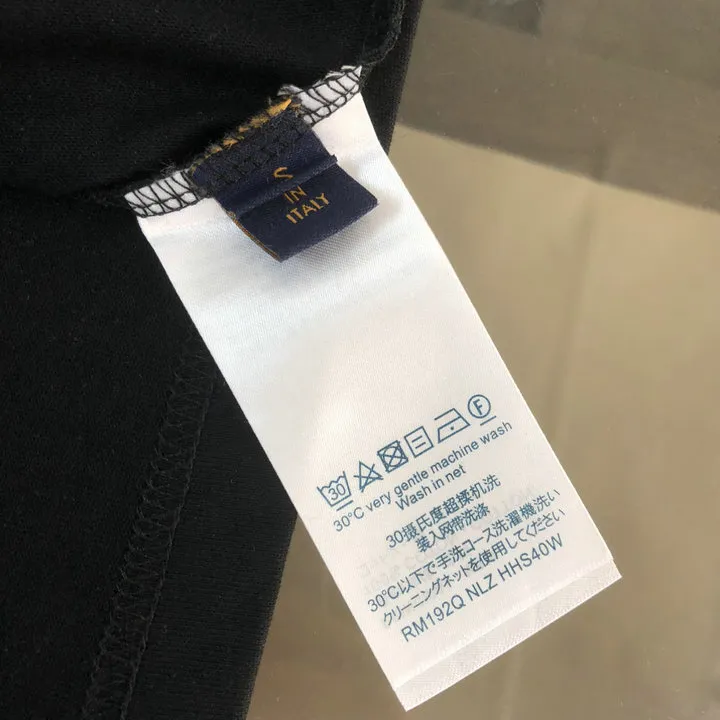 S
IN
ITALY
30
F
30°C very gentle machine wash
Wash in net
30摄氏度超揉机洗
装入网带洗涤
30℃以下で手洗コース洗濯機洗い
クリーニングネットを使用してください
RM192Q NLZ HHS40W